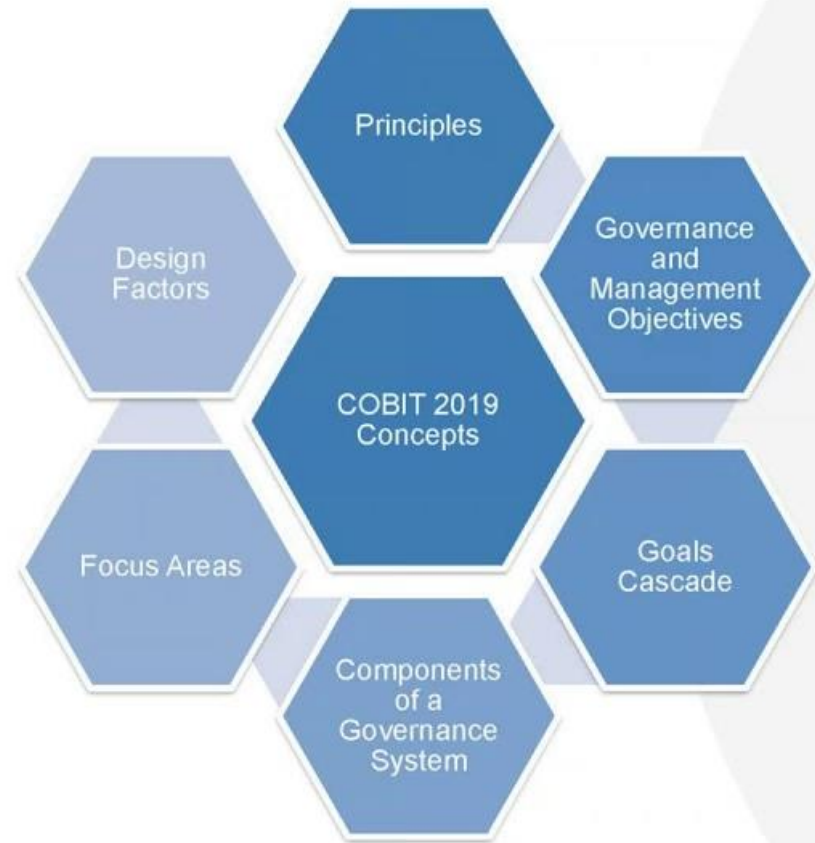 Principles
Governance
and
Management
Objectives
Goals
Cascade
Components
of a
Governance
System
Focus Areas
Design
Factors
COBIT 2019
Concepts